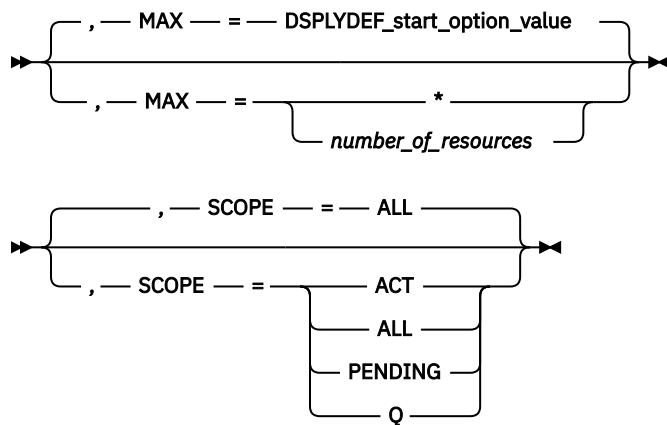 , MAX = DSPLYDEF_start_option_value
, MAX = *
number_of_resources
, SCOPE = ALL
, SCOPE = ACT
ALL
PENDING
Q